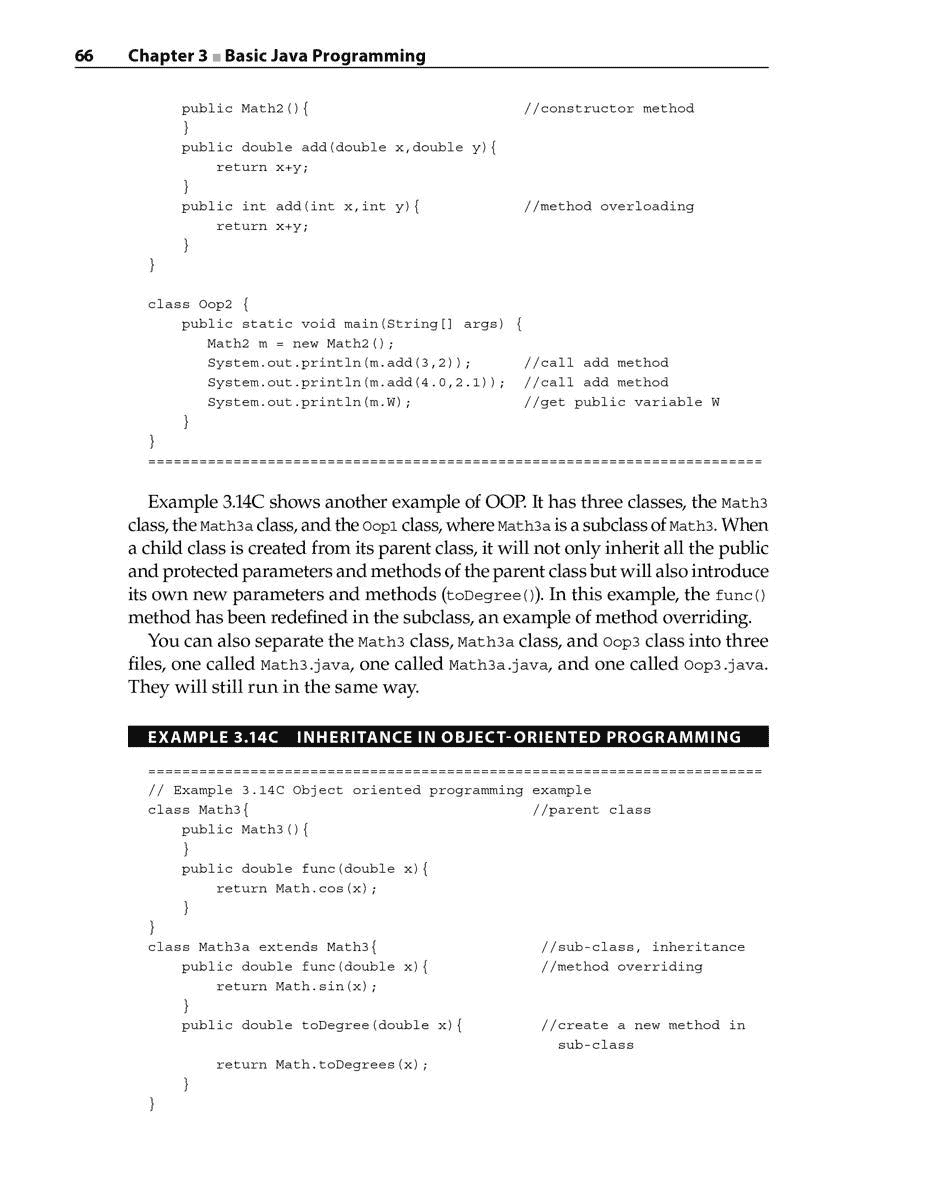 66 Chapter 3 ■ Basic Java Programming
public Math2(){ //constructor method
}
public double add(double x,double y){
return x+y;
}
public int add(int x,int y){ //method overloading
return x+y;
}
}
class Oop2 {
public static void main(String[] args) {
Math2 m = new Math2();
System.out.println(m.add(3,2)); //call add method
System.out.println(m.add(4.0,2.1)); //call add method
System.out.println(m.W); //get public variable W
}
}
========================================================================
Example 3.14C shows another example of OOP. It has three classes, the Math3
class, the Math3a class, and the Oop1 class, where Math3a is a subclass of Math3. When
a child class is created from its parent class, it will not only inherit all the public
and protected parameters and methods of the parent class but will also introduce
its own new parameters and methods (toDegree()). In this example, the func()
method has been redefined in the subclass, an example of method overriding.
You can also separate the Math3 class, Math3a class, and Oop3 class into three
files, one called Math3.java, one called Math3a.java, and one called Oop3.java.
They will still run in the same way.
EXAMPLE 3.14C INHERITANCE IN OBJECT-ORIENTED PROGRAMMING
========================================================================
// Example 3.14C Object oriented programming example
class Math3{ //parent class
public Math3(){
}
public double func(double x){
return Math.cos(x);
}
}
class Math3a extends Math3{ //sub-class, inheritance
public double func(double x){ //method overriding
return Math.sin(x);
}
public double toDegree(double x){ //create a new method in
sub-class
return Math.toDegrees(x);
}
}